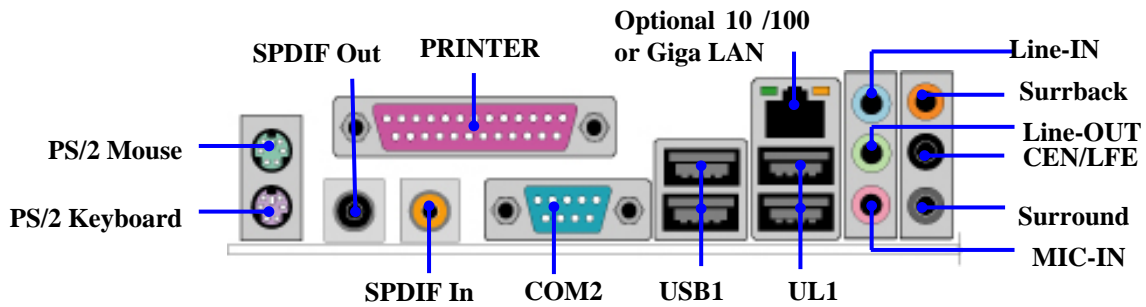 Optional 10 /100
or Giga LAN
SPDIF Out
PRINTER
Line-IN
Surrback
Line-OUT
CEN/LFE
PS/2 Mouse
PS/2 Keyboard
Surround
MIC-IN
SPDIF In
COM2
USB1
UL1